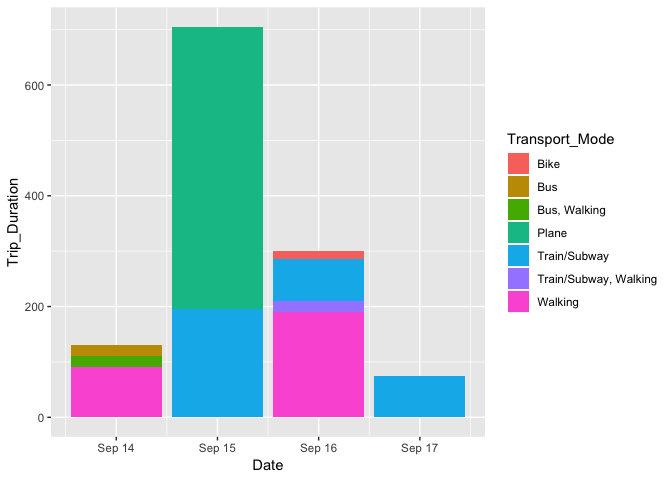 600
400
200
0
Trip_Duration
Sep 14
Sep 15
Sep 16
Sep 17
Date
Transport_Mode
Bike
Bus
Bus, Walking
Plane
Train/Subway
Train/Subway, Walking
Walking